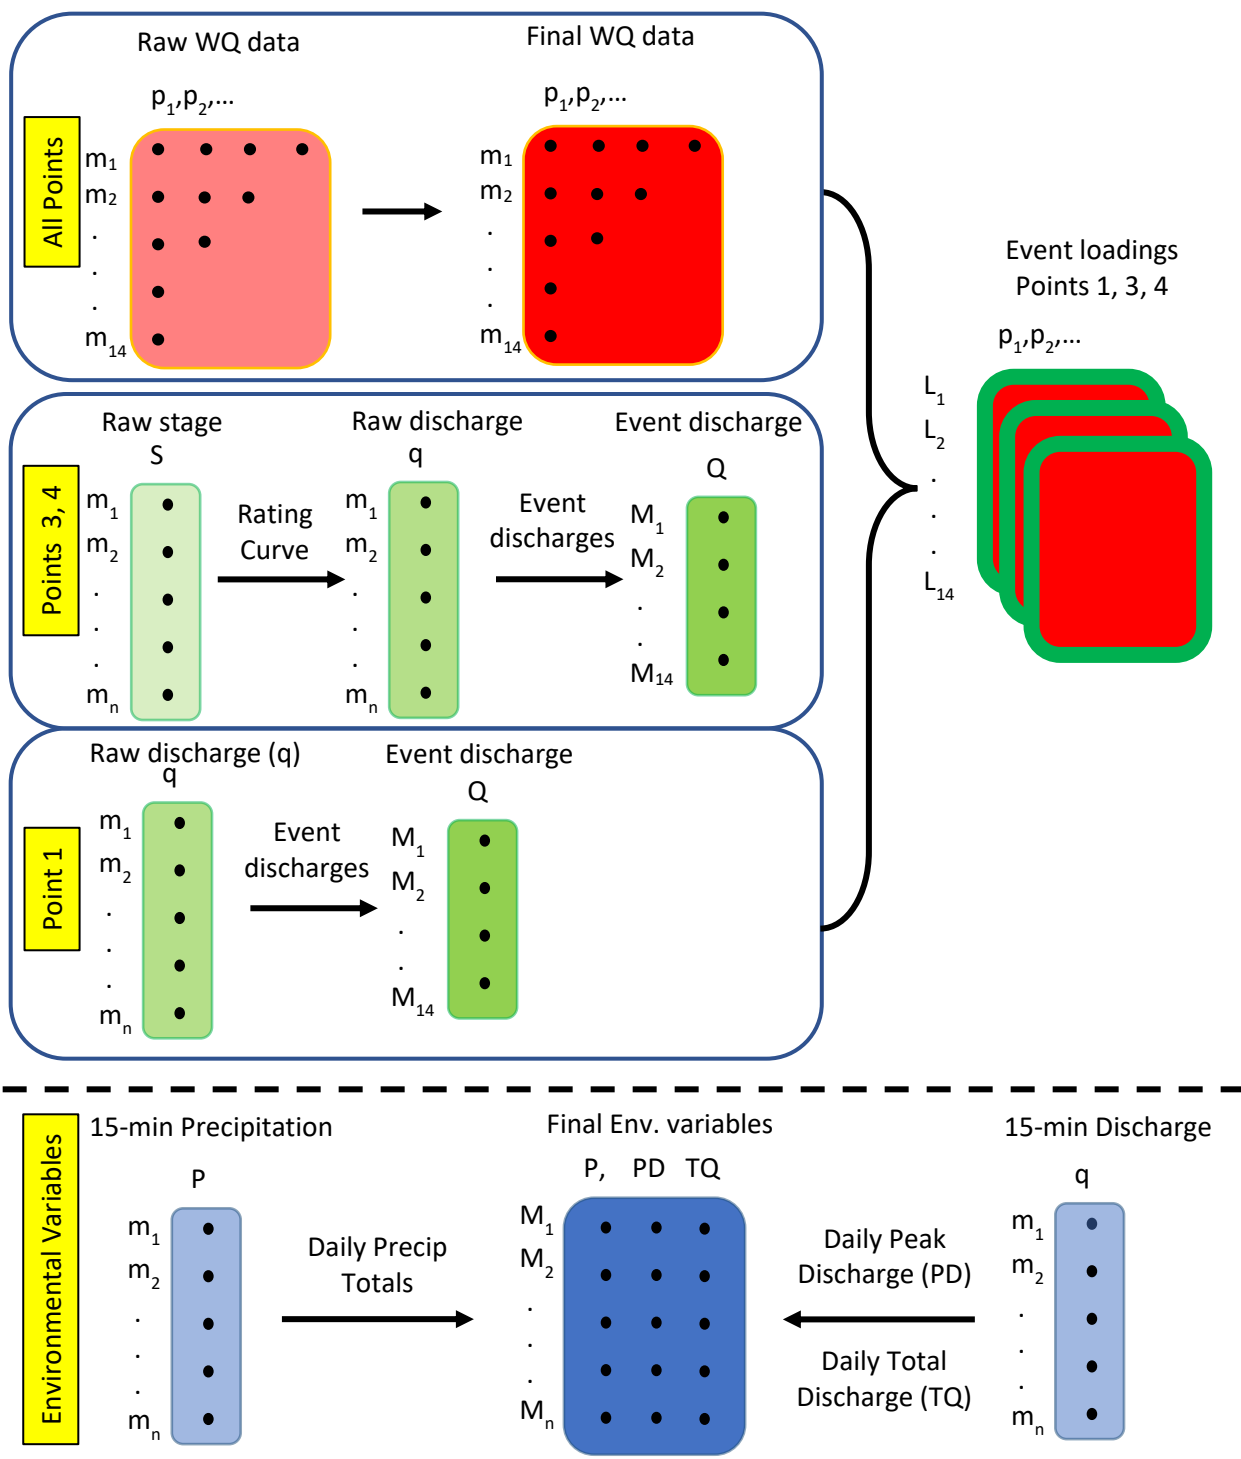 Raw WQ data
p1,p2,...
All Points
m1
m2
.
.
.
m14
Final WQ data
p1,p2,...
m1
m2
.
.
.
m14
Event loadings
Points 1, 3, 4
p1,p2,...
L1
L2
.
.
.
L14
Points 3, 4
Raw stage
S
m1
m2
.
.
.
mn
Rating
Curve
Raw discharge
q
m1
m2
.
.
.
mn
Event
discharges
Event discharge
Q
M1
M2
.
.
M14
Point 1
Raw discharge (q)
q
m1
m2
.
.
.
mn
Event
discharges
Event discharge
Q
M1
M2
.
.
M14
Environmental Variables
15-min Precipitation
P
m1
m2
.
.
.
mn
Daily Precip
Totals
Final Env. variables
P, PD TQ
M1
M2
.
.
.
Mn
Daily Peak
Discharge (PD)
Daily Total
Discharge (TQ)
15-min Discharge
q
m1
m2
.
.
.
mn